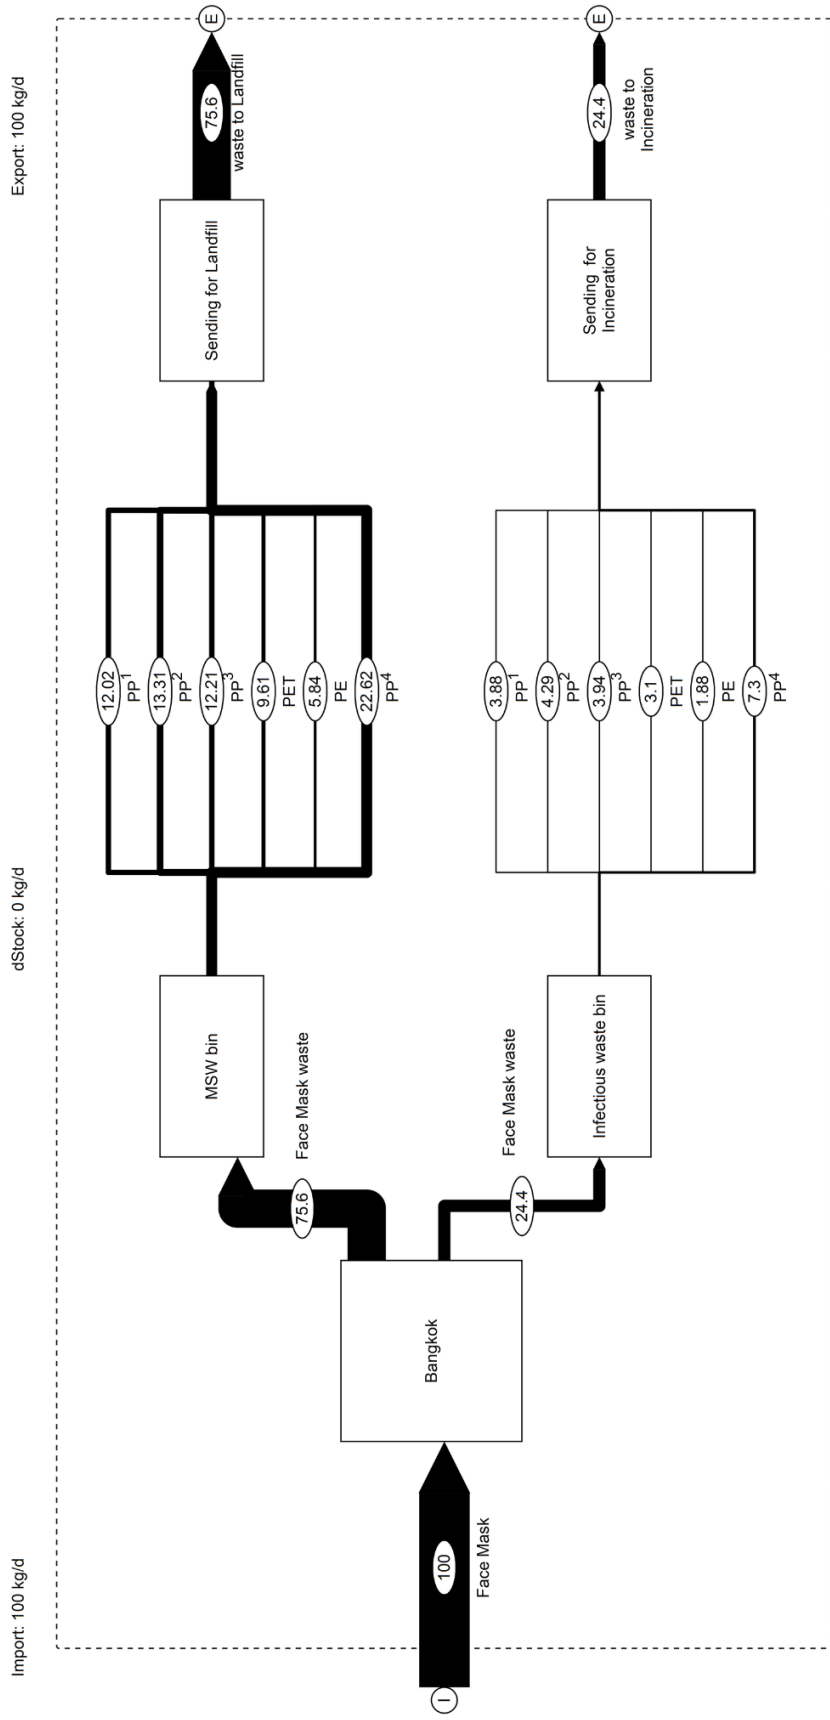 Import: 100 kg/d
dStock: 0 kg/d
Export: 100 kg/d
I
100
Face Mask
Bangkok
75.6
Face Mask waste
MSW bin
12.02
PP1
13.31
PP2
12.21
PP3
9.61
PET
5.84
PE
22.62
PP4
Sending for Landfill
75.6
waste to Landfill
E
24.4
Face Mask waste
Infectious waste bin
3.88
PP1
4.29
PP2
3.94
PP3
3.1
PET
1.88
PE
7.3
PP4
Sending for
Incineration
24.4
waste to
Incineration
E